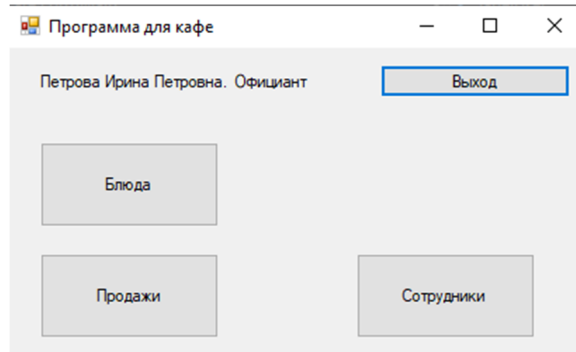 Программа для кафе
Петрова Ирина Петровна. Официант
Выход
Блюда
Продажи
Сотрудники